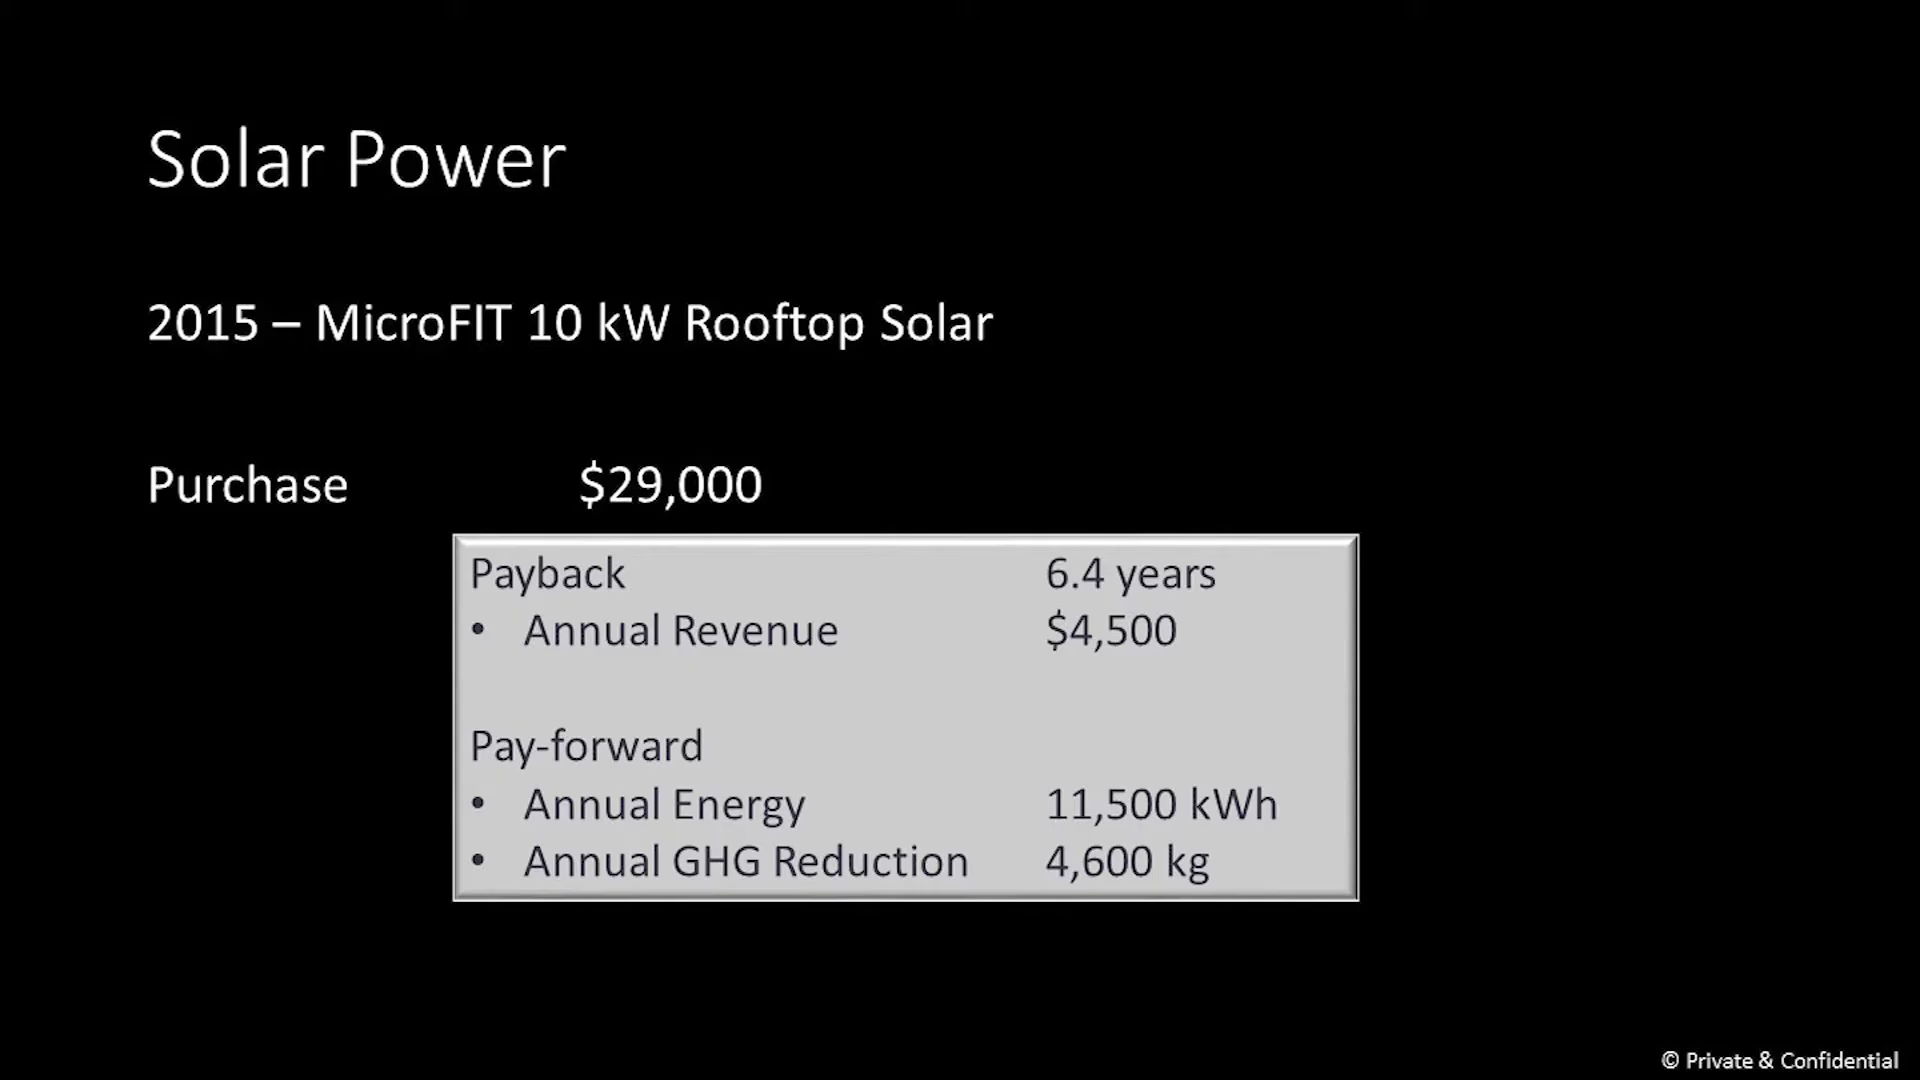 Solar Power
2015 – MicroFIT 10 kW Rooftop Solar
Purchase $29,000
Payback 6.4 years
• Annual Revenue $4,500
Pay-forward
• Annual Energy 11,500 kWh
• Annual GHG Reduction 4,600 kg
© Private & Confidential